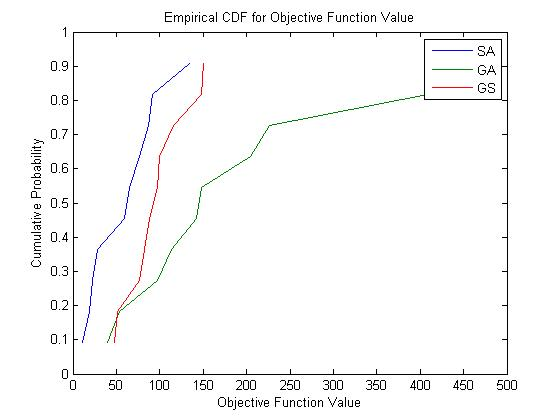 Empirical CDF for Objective Function Value
1
0.9
0.8
0.7
0.6
0.5
0.4
0.3
0.2
0.1
0
Cumulative Probability
SA
GA
GS
0 50 100 150 200 250 300 350 400 450 500
Objective Function Value